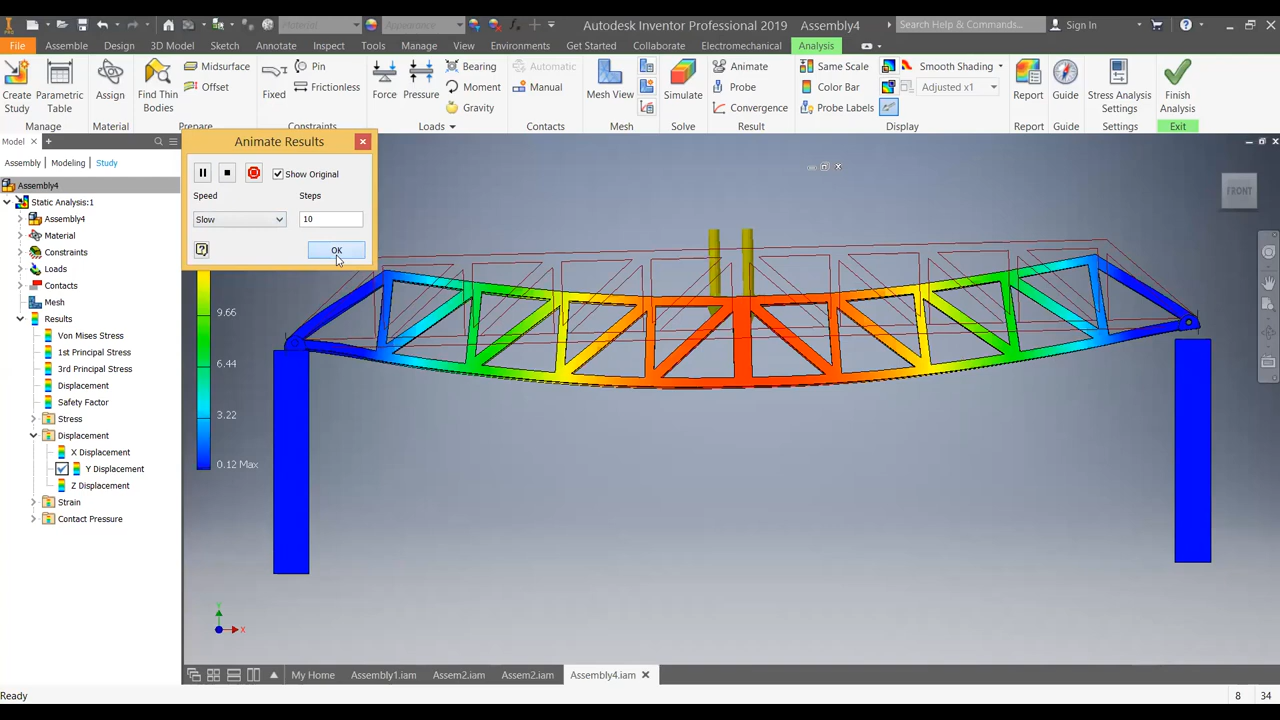 PRO
Material
Appearance
Autodesk Inventor Professional 2019 Assembly4
Search Help & Commands...
Sign In
File Assemble Design 3D Model Sketch Annotate Inspect Tools Manage View Environments Get Started Collaborate Electromechanical Analysis
Create Study
Parametric Table
Manage
Assign
Material
Find Thin Bodies
Midsurface
Offset
Prepare
Fixed
Pin
Frictionless
Constraints
Force
Pressure
Bearing
Moment
Gravity
Loads
Automatic
Manual
Contacts
Mesh View
Mesh
Simulate
Solve
Animate
Probe
Convergence
Result
Same Scale
Color Bar
Probe Labels
Smooth Shading
Adjusted x1
Display
Report
Report
Guide
Guide
Stress Analysis Settings
Settings
Finish Analysis
Exit
Model
Assembly Modeling Study
Assembly4
Static Analysis:1
Assembly4
Material
Constraints
Loads
Contacts
Mesh
Results
Von Mises Stress
1st Principal Stress
3rd Principal Stress
Displacement
Safety Factor
Stress
Displacement
X Displacement
Y Displacement
Z Displacement
Strain
Contact Pressure
Animate Results
Show Original
Speed
Steps
Slow
10
OK
9.66
6.44
3.22
0.12 Max
FRONT
Y
X
My Home Assembly1.iam Assem2.iam Assem2.iam Assembly4.iam
Ready
8 34